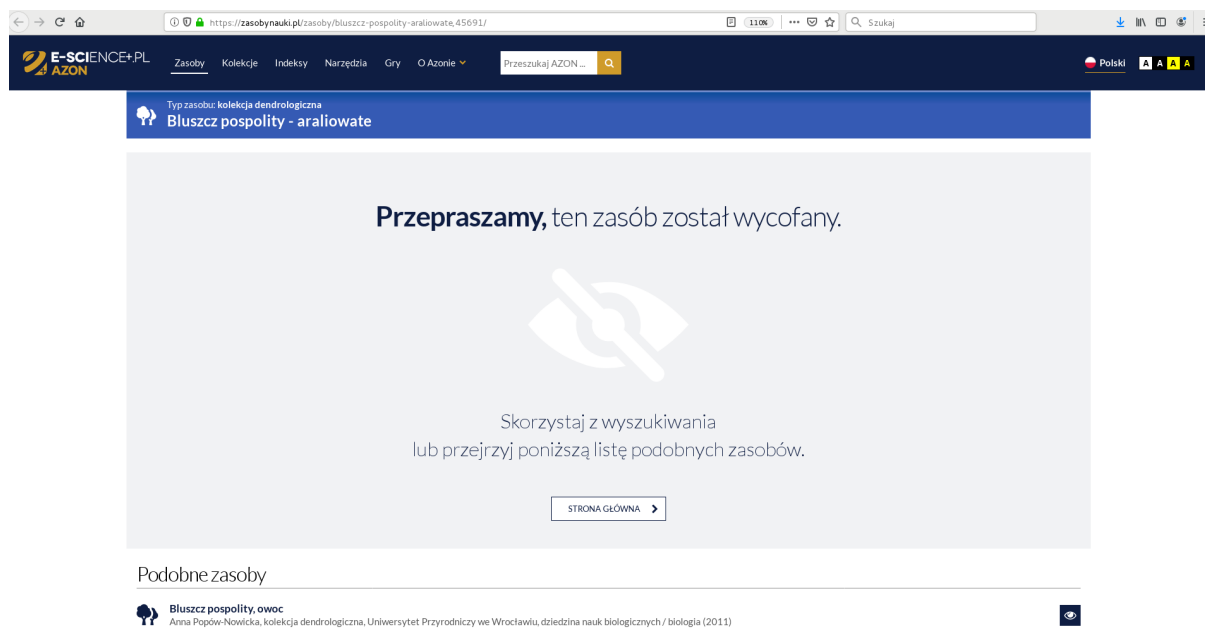 https://zasobynauki.pl/zasoby/bluszcz-pospolity-araliowate,45691/ 110% Szukaj
E-SCIENCE+.PL
AZON
Zasoby Kolekcje Indeksy Narzędzia Gry O Azonie Przeszukaj AZON ... Polski A A A A
Typ zasobu: kolekcja dendrologiczna
Bluszcz pospolity - araliowate
Przepraszamy, ten zasób został wycofany.
Skorzystaj z wyszukiwania
lub przejrzyj poniższą listę podobnych zasobów.
STRONA GŁÓWNA
Podobne zasoby
Bluszcz pospolity, owoc
Anna Popów-Nowicka, kolekcja dendrologiczna, Uniwersytet Przyrodniczy we Wrocławiu, dziedzina nauk biologicznych / biologia (2011)